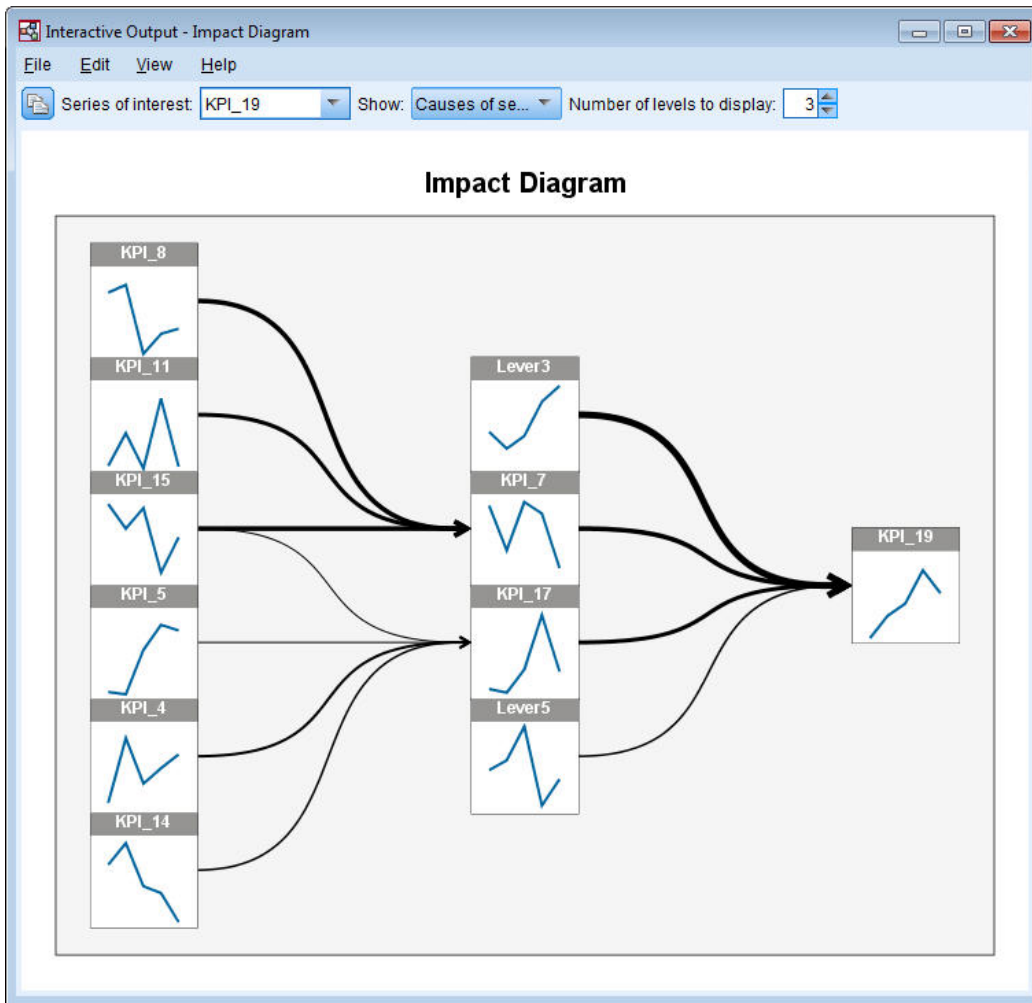 Interactive Output - Impact Diagram
File Edit View Help
Series of interest: KPI_19 Show: Causes of se... Number of levels to display: 3
Impact Diagram
KPI_8
KPI_11
Lever3
KPI_15
KPI_7
KPI_19
KPI_5
KPI_17
KPI_4
Lever5
KPI_14